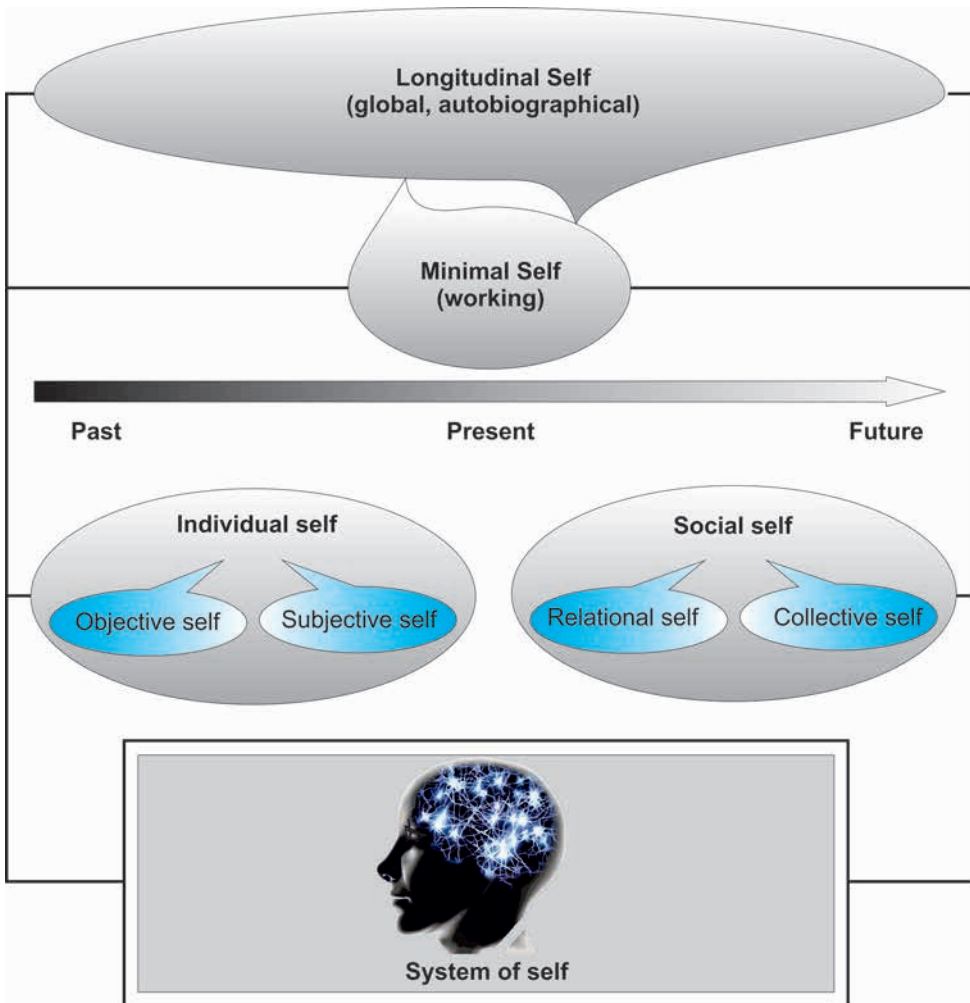 Longitudinal Self
(global, autobiographical)
Minimal Self
(working)
Past
Present
Future
Individual self
Social self
Objective self
Subjective self
Relational self
Collective self
System of self